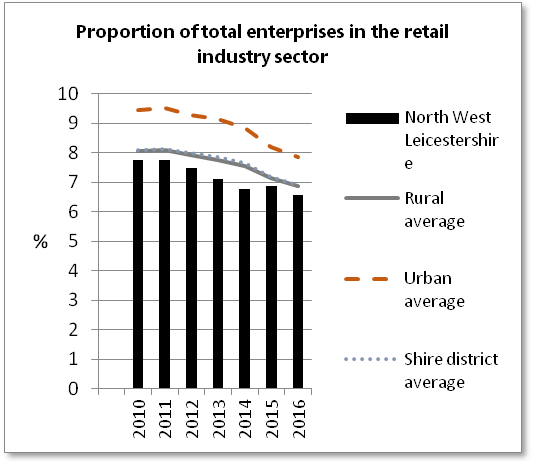 Proportion of total enterprises in the retail
industry sector
10
9
8
7
6
5
4
3
2
1
0
%
2010
2011
2012
2013
2014
2015
2016
North West
Leicestershir
e
Rural
average
Urban
average
Shire district
average